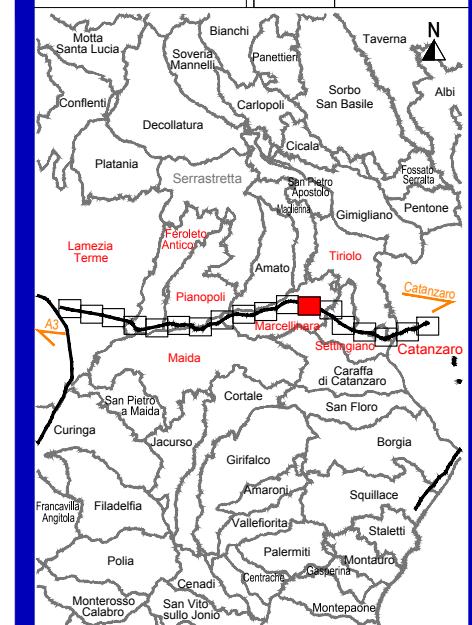 Motta
Santa Lucia
Bianchi
Soveria
Mannelli
Panettieri
Taverna
N
Conflenti
Carlopoli
Sorbo
San Basile
Albi
Decollatura
Cicala
Platania
Serrastretta
San Pietro
Apostolo
Fossato
Serralta
Miglierina
Gimigliano
Pentone
Feroleto
Antico
Lamezia
Terme
Tiriolo
Amato
Pianopoli
Catanzaro
A3
Marcellinara
Settingiano
Catanzaro
Maida
Caraffa
di Catanzaro
San Pietro
a Maida
Cortale
San Floro
Curinga
Jacurso
Borgia
Girifalco
Amaroni
Squillace
Francavilla
Angitola
Filadelfia
Vallefiorita
Staletti
Palermiti
Montauro
Polia
Gasperina
Centrache
Cenadi
Monterosso
Calabro
San Vito
sullo Jonio
Montepaone